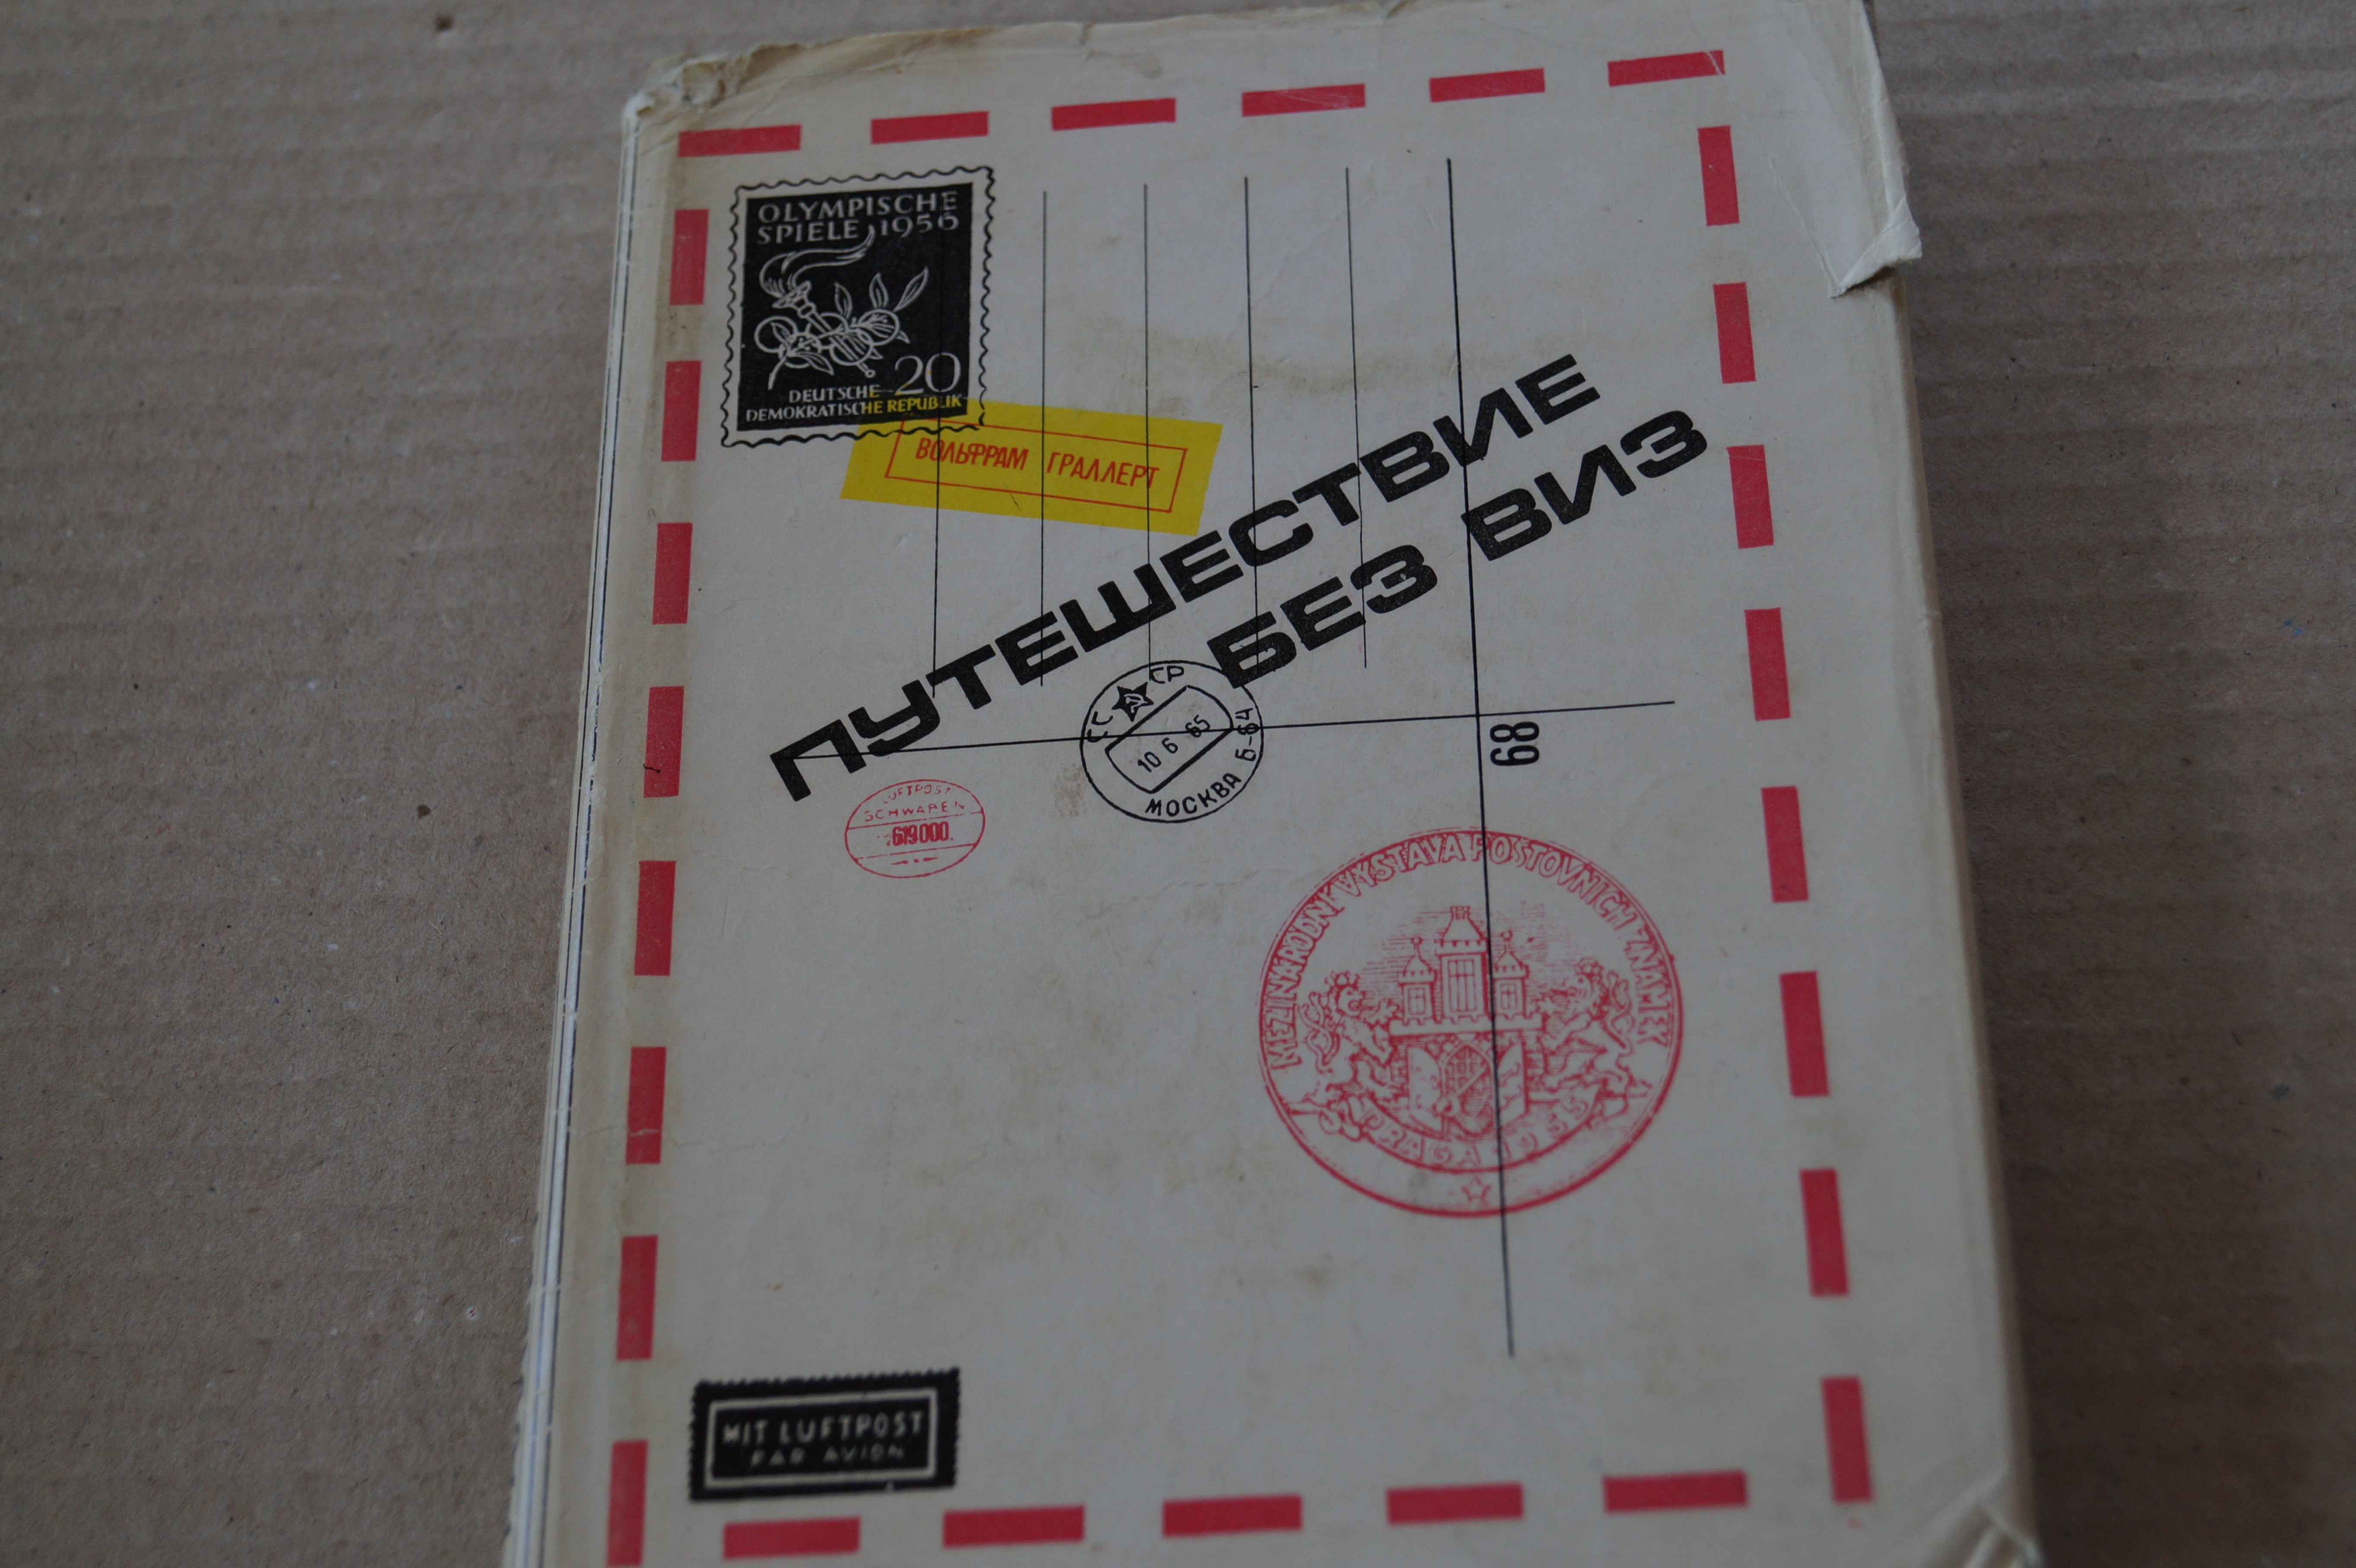 OLYMPISCHE
SPIELE 1956
20
DEUTSCHE
DEMOKRATISCHE REPUBLIK
ВОЛЬФРАМ ГРАЛЛЕРТ
ПУТЕШЕСТВИЕ
БЕЗ ВИЗ
СССР
10 6 65
МОСКВА Б-64
68
LUFTPOST
SCHWABEN
619000
MEZINÁRODNÍ VÝSTAVA POŠTOVNÍCH ZNÁMEK
PRAGA 1955
MIT LUFTPOST
PAR AVION